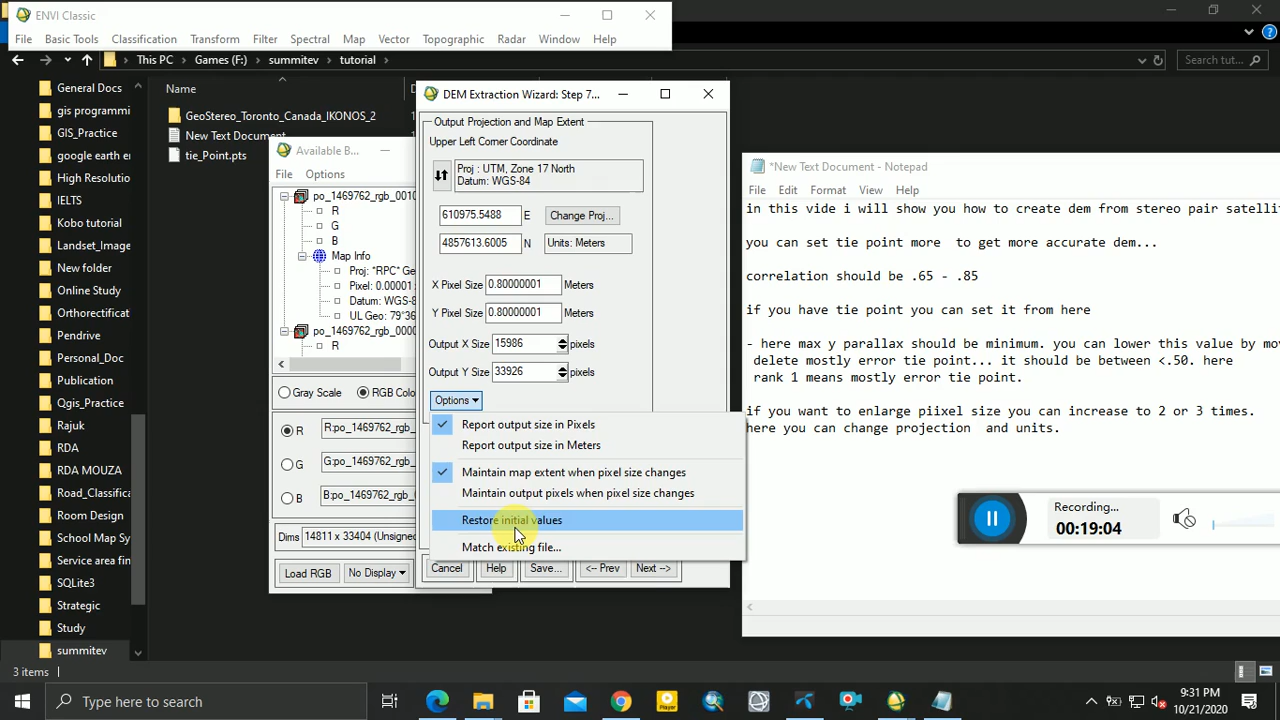 ENVI Classic
File Basic Tools Classification Transform Filter Spectral Map Vector Topographic Radar Window Help
This PC > Games (F:) > summitev > tutorial >
Search tut...
General Docs
gis programmi
GIS_Practice
google earth er
High Resolutio
IELTS
Kobo tutorial
Landset_Image
New folder
Online Study
Orthorectificat
Pendrive
Personal_Doc
Publication
Qgis_Practice
Rajuk
RDA
RDA MOUZA
Road_Classifica
Room Design
School Map Sy
Service area fin
SQLite3
Strategic
Study
summitev
3 items
Name
GeoStereo_Toronto_Canada_IKONOS_2
New Text Document
tie_Point.pts
Available B...
File Options
po_1469762_rgb_0010
R
G
B
Map Info
Proj: *RPC* Ge
Pixel: 0.00001
Datum: WGS-8
UL Geo: 79°36
po_1469762_rgb_0000
R
Gray Scale RGB Color
R R:po_1469762_rgb_0
G G:po_1469762_rgb_0
B B:po_1469762_rgb_0
Dims 14811 x 33404 (Unsigned
Load RGB No Display
DEM Extraction Wizard: Step 7...
Output Projection and Map Extent
Upper Left Corner Coordinate
Proj : UTM, Zone 17 North
Datum: WGS-84
610975.5488 E Change Proj...
4857613.6005 N Units: Meters
X Pixel Size 0.80000001 Meters
Y Pixel Size 0.80000001 Meters
Output X Size 15986 pixels
Output Y Size 33926 pixels
Options
Report output size in Pixels
Report output size in Meters
Maintain map extent when pixel size changes
Maintain output pixels when pixel size changes
Restore initial values
Match existing file...
Cancel Help Save... <-- Prev Next -->
*New Text Document - Notepad
File Edit Format View Help
in this vide i will show you how to create dem from stereo pair satelli
you can set tie point more  to get more accurate dem...
correlation should be .65 - .85
if you have tie point you can set it from here
- here max y parallax should be minimum. you can lower this value by mov
delete mostly error tie point... it should be between <.50. here
rank 1 means mostly error tie point.
if you want to enlarge piixel size you can increase to 2 or 3 times.
here you can change projection  and units.
Recording...
00:19:04
Type here to search
Player
9:31 PM
10/21/2020